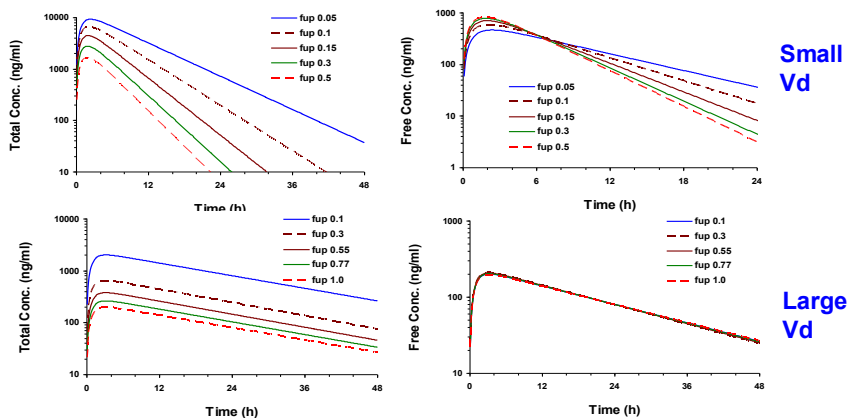 Total Conc. (ng/ml)
10000
1000
100
10
0
12
24
36
48
Time (h)
fup 0.05
fup 0.1
fup 0.15
fup 0.3
fup 0.5
Free Conc. (ng/ml)
1000
100
10
1
0
6
12
18
24
Time (h)
fup 0.05
fup 0.1
fup 0.15
fup 0.3
fup 0.5
Small
Vd
Total Conc. (ng/ml)
10000
1000
100
10
0
12
24
36
48
Time (h)
fup 0.1
fup 0.3
fup 0.55
fup 0.77
fup 1.0
Free Conc. (ng/ml)
1000
100
10
0
12
24
36
48
Time (h)
fup 0.1
fup 0.3
fup 0.55
fup 0.77
fup 1.0
Large
Vd